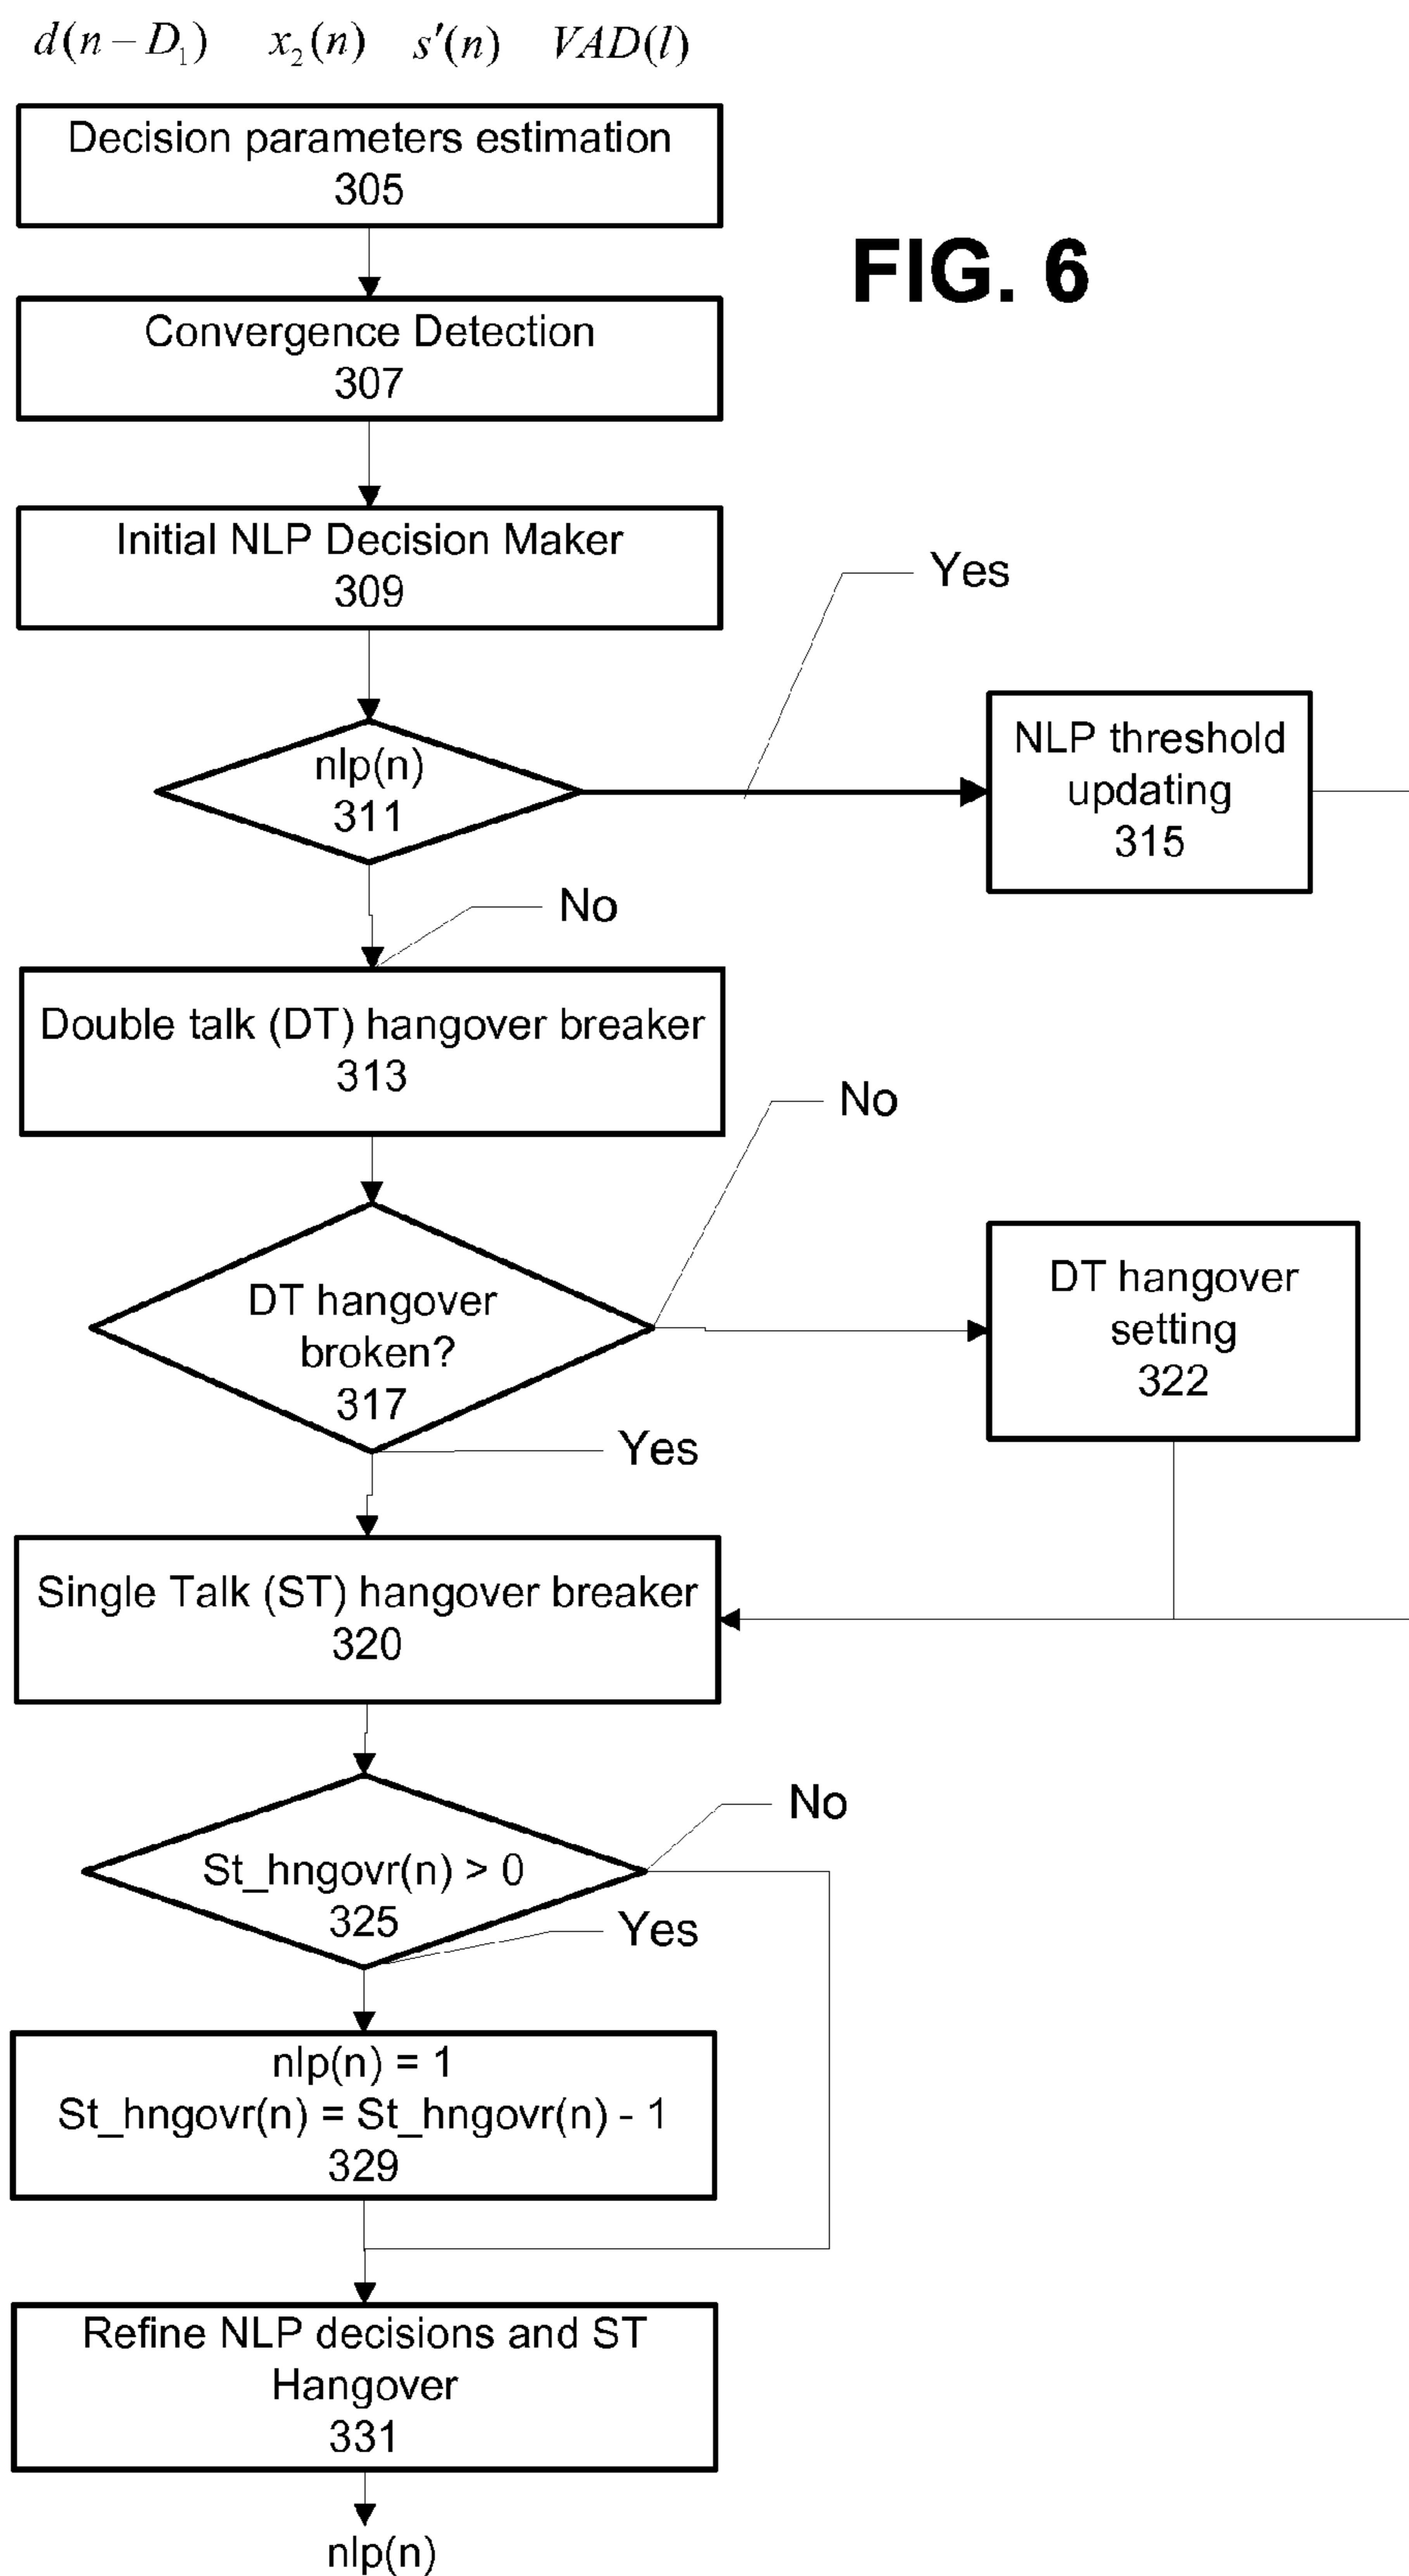 d(n−D₁) x₂(n) s′(n) VAD(l)
Decision parameters estimation
305
FIG. 6
Convergence Detection
307
Initial NLP Decision Maker
309
Yes
nlp(n)
311
NLP threshold
updating
315
No
Double talk (DT) hangover breaker
313
No
DT hangover
broken?
317
DT hangover
setting
322
Yes
Single Talk (ST) hangover breaker
320
No
St_hngovr(n) > 0
325
Yes
nlp(n) = 1
St_hngovr(n) = St_hngovr(n) - 1
329
Refine NLP decisions and ST
Hangover
331
nlp(n)